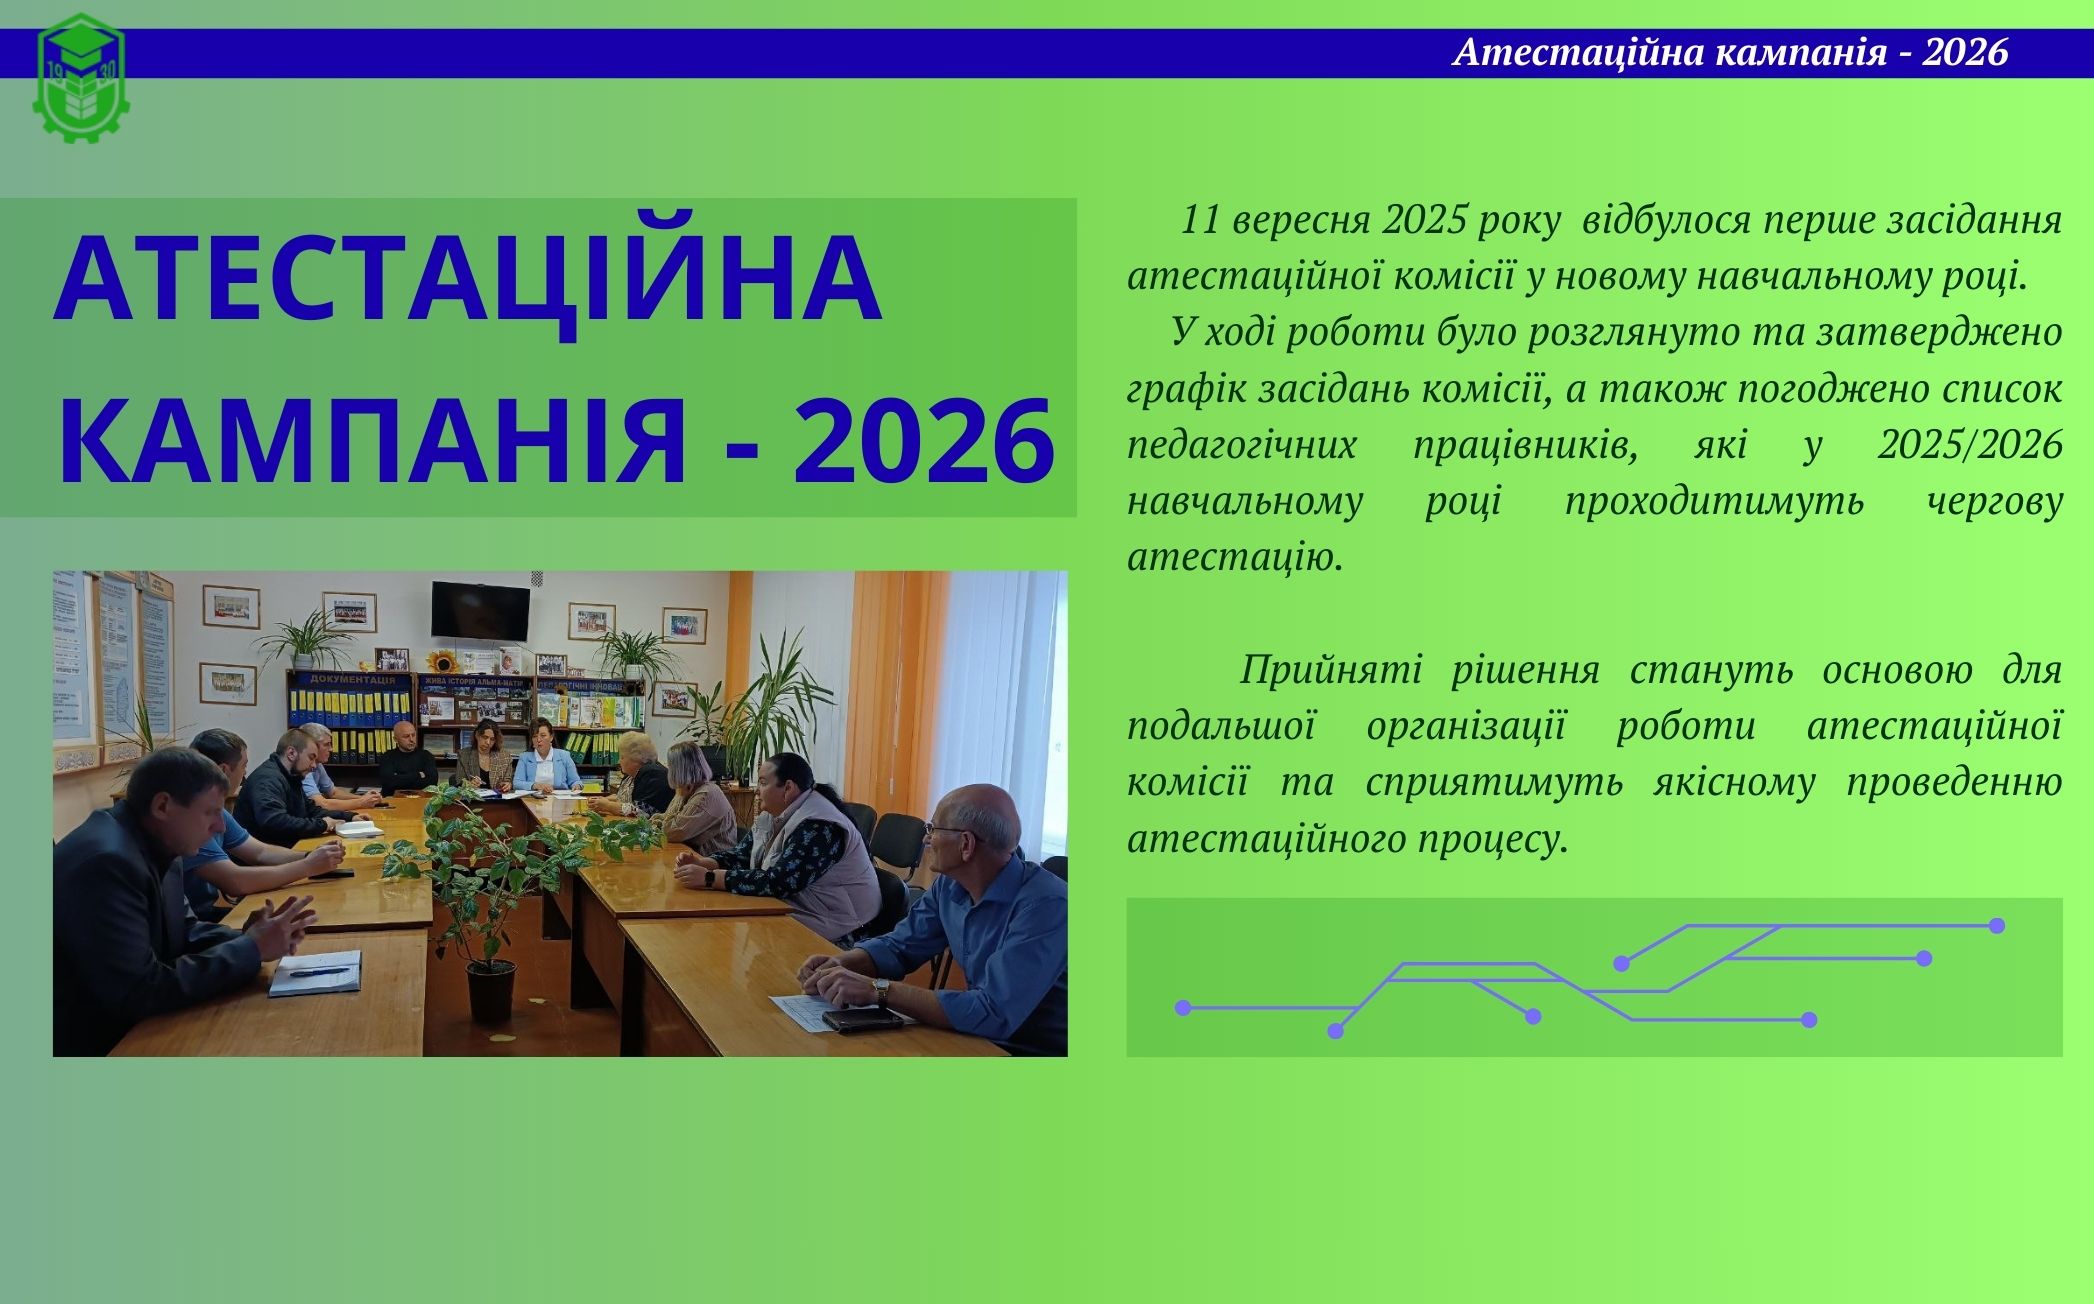 Атестаційна кампанія - 2026
19 30
АТЕСТАЦІЙНА
КАМПАНІЯ - 2026
11 вересня 2025 року відбулося перше засідання
атестаційної комісії у новому навчальному році.
У ході роботи було розглянуто та затверджено
графік засідань комісії, а також погоджено список
педагогічних працівників, які у 2025/2026
навчальному році проходитимуть чергову
атестацію.
Прийняті рішення стануть основою для
подальшої організації роботи атестаційної
комісії та сприятимуть якісному проведенню
атестаційного процесу.
ДОКУМЕНТАЦІЯ
ЖИВА ІСТОРІЯ АЛЬМА-МАТЕР